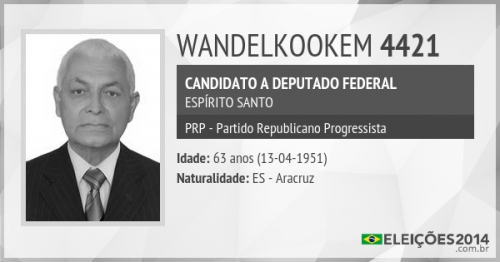 WANDELKOOKEM 4421
CANDIDATO A DEPUTADO FEDERAL
ESPÍRITO SANTO
PRP - Partido Republicano Progressista
Idade: 63 anos (13-04-1951)
Naturalidade: ES - Aracruz
ELEIÇÕES2014
.com.br